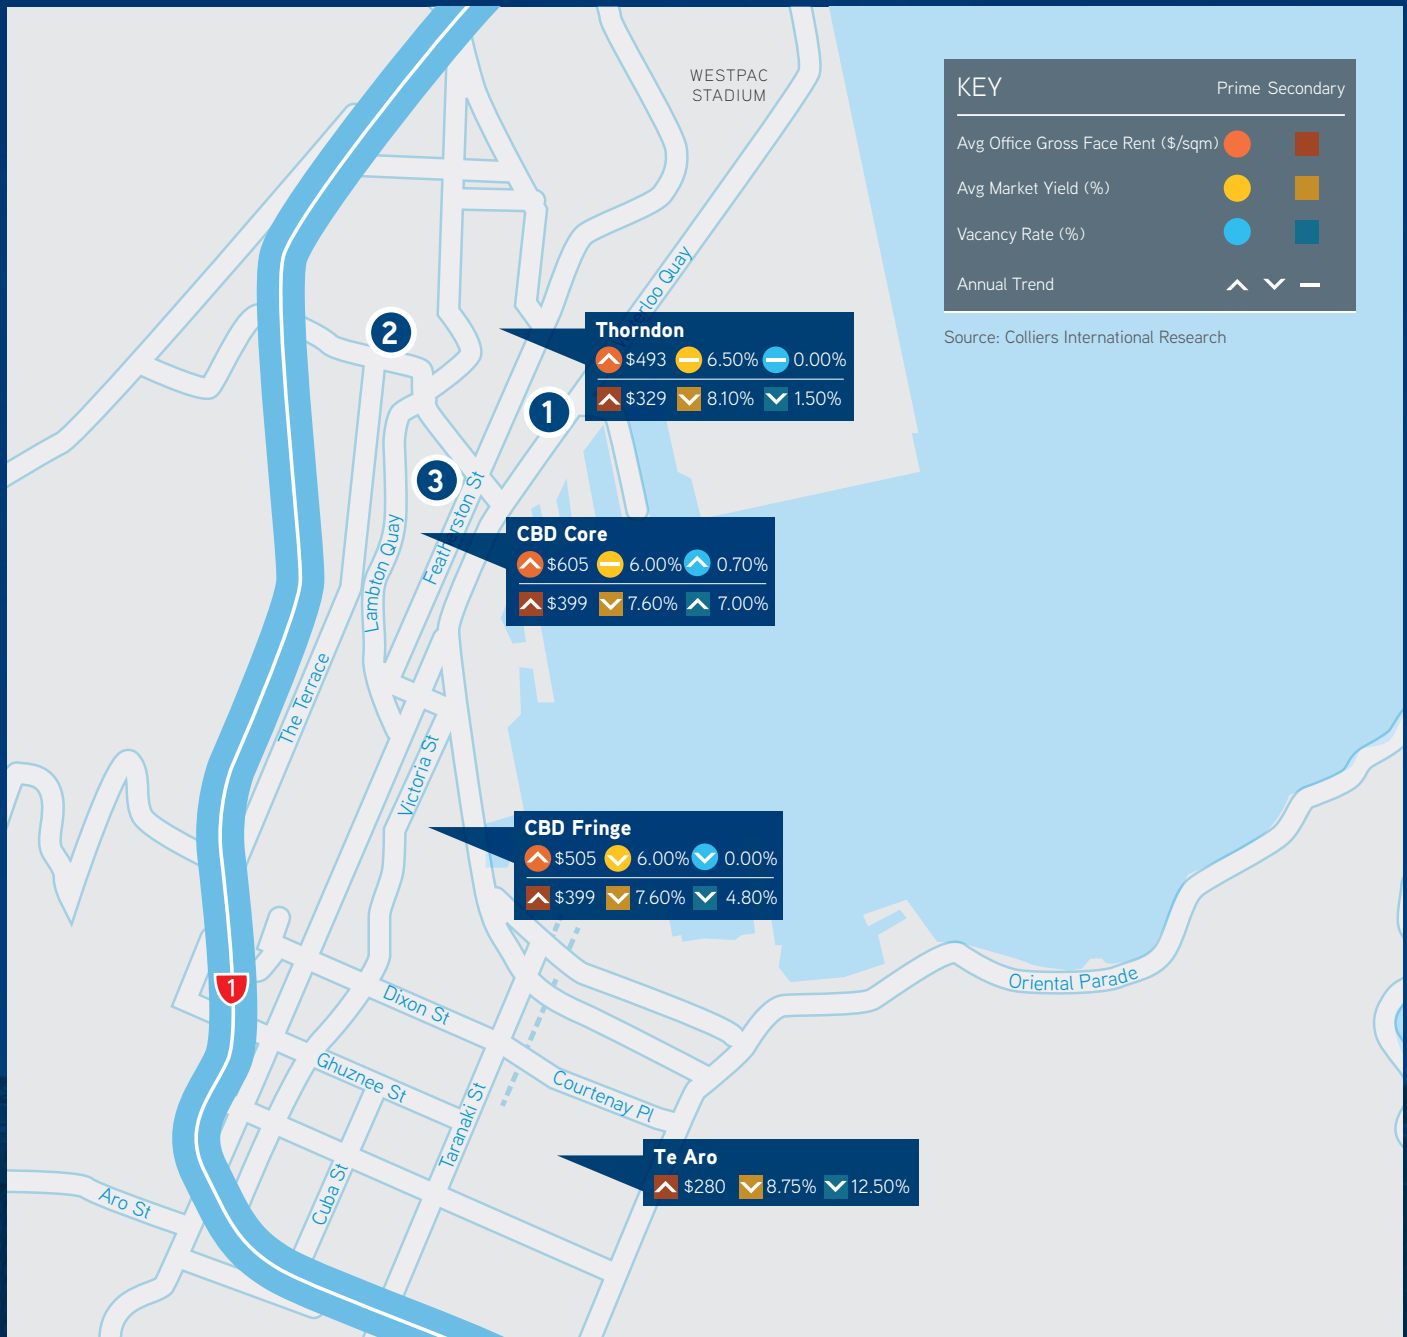 WESTPAC
STADIUM
KEY
Prime Secondary
Avg Office Gross Face Rent ($/sqm)
Avg Market Yield (%)
Vacancy Rate (%)
Annual Trend
Source: Colliers International Research
Quay
2
Thorndon
$493 6.50% 0.00%
$329 8.10% 1.50%
1
3
Featherston St
Lambton Quay
CBD Core
$605 6.00% 0.70%
$399 7.60% 7.00%
The Terrace
Victoria St
CBD Fringe
$505 6.00% 0.00%
$399 7.60% 4.80%
1
Dixon St
Oriental Parade
Ghuznee St
Courtenay Pl
Taranaki St
Te Aro
$280 8.75% 12.50%
Cuba St
Aro St